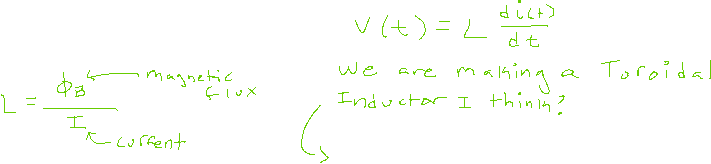 V(t) = L di(t)/dt
We are making a Toroidal
Inductor I think?
L = ΦB/I
magnetic
flux
current